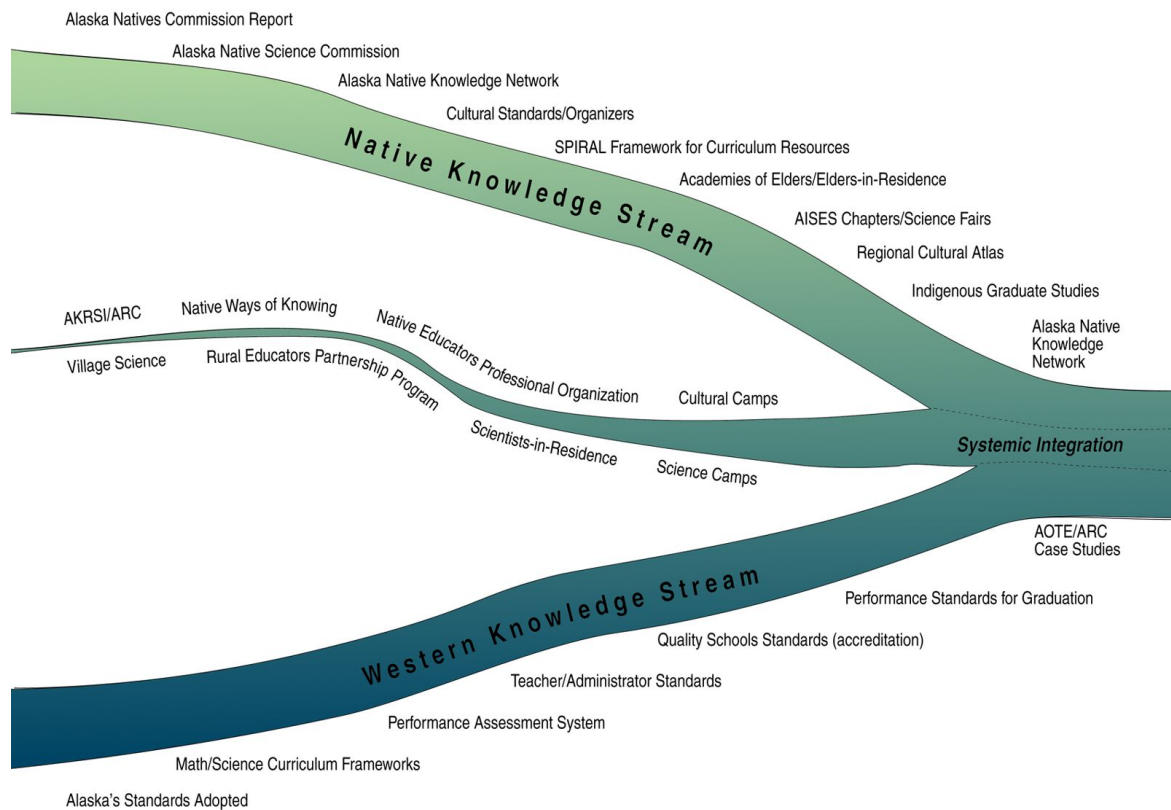 Alaska Natives Commission Report
Alaska Native Science Commission
Alaska Native Knowledge Network
Cultural Standards/Organizers
SPIRAL Framework for Curriculum Resources
Academies of Elders/Elders-in-Residence
AISES Chapters/Science Fairs
Regional Cultural Atlas
Indigenous Graduate Studies
Alaska Native
Knowledge
Network
Native Knowledge Stream
AKRSI/ARC
Native Ways of Knowing
Native Educators Professional Organization
Cultural Camps
Village Science
Rural Educators Partnership Program
Scientists-in-Residence
Science Camps
Systemic Integration
Western Knowledge Stream
AOTE/ARC
Case Studies
Performance Standards for Graduation
Quality Schools Standards (accreditation)
Teacher/Administrator Standards
Performance Assessment System
Math/Science Curriculum Frameworks
Alaska's Standards Adopted